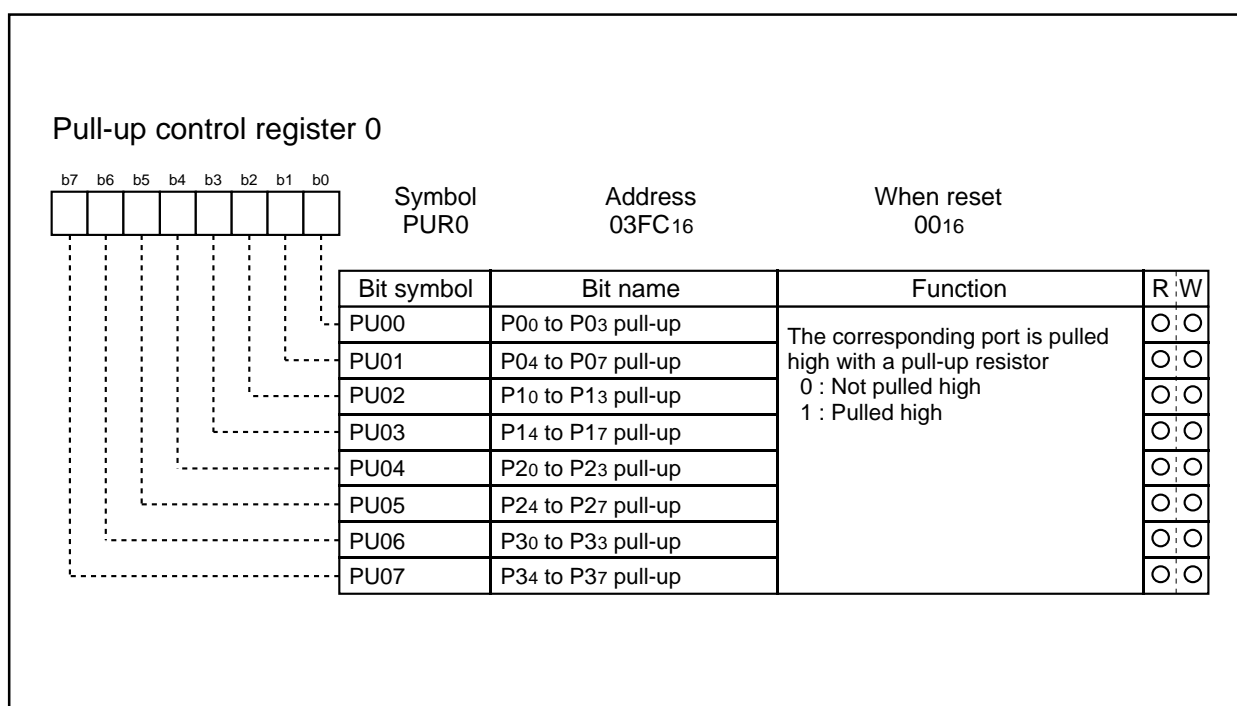 Pull-up control register 0
b7 b6 b5 b4 b3 b2 b1 b0
Symbol Address When reset
PUR0 03FC16 0016
Bit symbol Bit name Function R W
PU00 P00 to P03 pull-up
The corresponding port is pulled
high with a pull-up resistor
0 : Not pulled high
1 : Pulled high
PU01 P04 to P07 pull-up
PU02 P10 to P13 pull-up
PU03 P14 to P17 pull-up
PU04 P20 to P23 pull-up
PU05 P24 to P27 pull-up
PU06 P30 to P33 pull-up
PU07 P34 to P37 pull-up